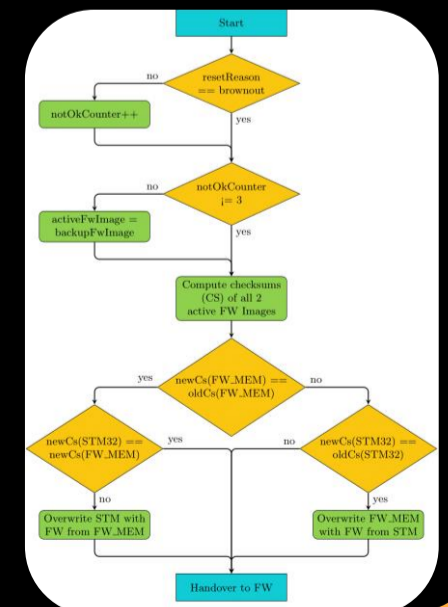 Start
resetReason
== brownout
no
yes
notOkCounter++
notOkCounter
¡= 3
no
yes
activeFwImage =
backupFwImage
Compute checksums
(CS) of all 2
active FW Images
newCs(FW_MEM) ==
oldCs(FW_MEM)
yes
no
newCs(STM32) ==
newCs(FW_MEM)
yes
no
newCs(STM32) ==
oldCs(STM32)
no
yes
Overwrite STM with
FW from FW_MEM
Overwrite FW_MEM
with FW from STM
Handover to FW